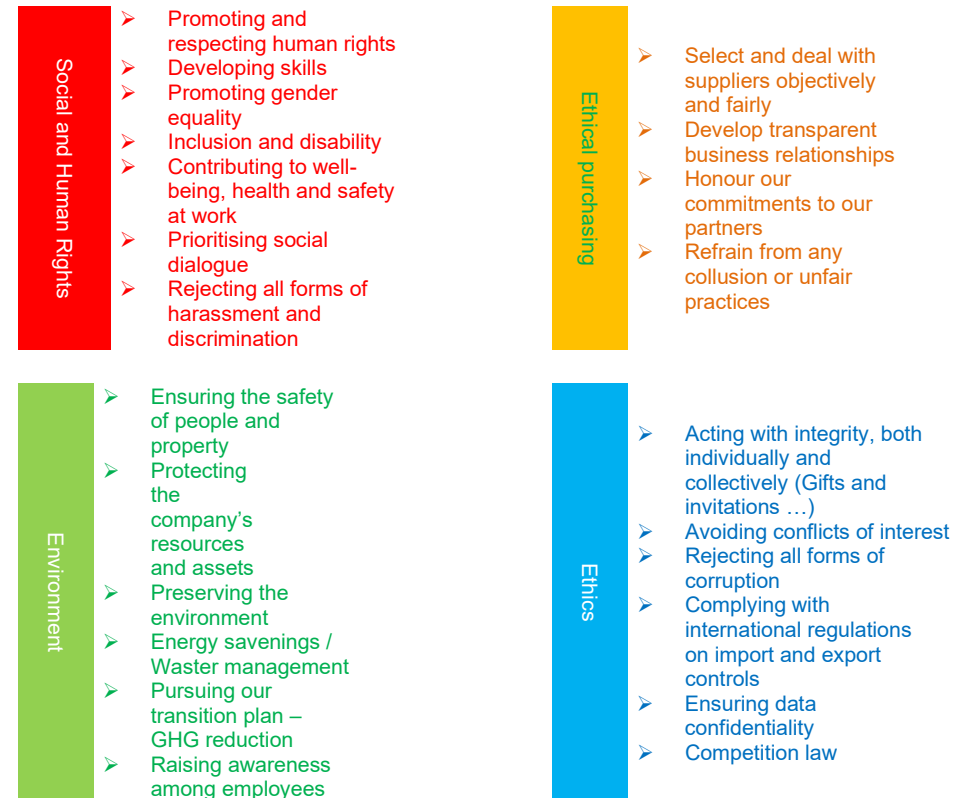 Social and Human Rights
➢ Promoting and
respecting human rights
➢ Developing skills
➢ Promoting gender
equality
➢ Inclusion and disability
➢ Contributing to well-
being, health and safety
at work
➢ Prioritising social
dialogue
➢ Rejecting all forms of
harassment and
discrimination
Ethical purchasing
➢ Select and deal with
suppliers objectively
and fairly
➢ Develop transparent
business relationships
➢ Honour our
commitments to our
partners
➢ Refrain from any
collusion or unfair
practices
Environment
➢ Ensuring the safety
of people and
property
➢ Protecting
the
company’s
resources
and assets
➢ Preserving the
environment
➢ Energy savenings /
Waster management
➢ Pursuing our
transition plan –
GHG reduction
➢ Raising awareness
among employees
Ethics
➢ Acting with integrity, both
individually and
collectively (Gifts and
invitations …)
➢ Avoiding conflicts of interest
➢ Rejecting all forms of
corruption
➢ Complying with
international regulations
on import and export
controls
➢ Ensuring data
confidentiality
➢ Competition law